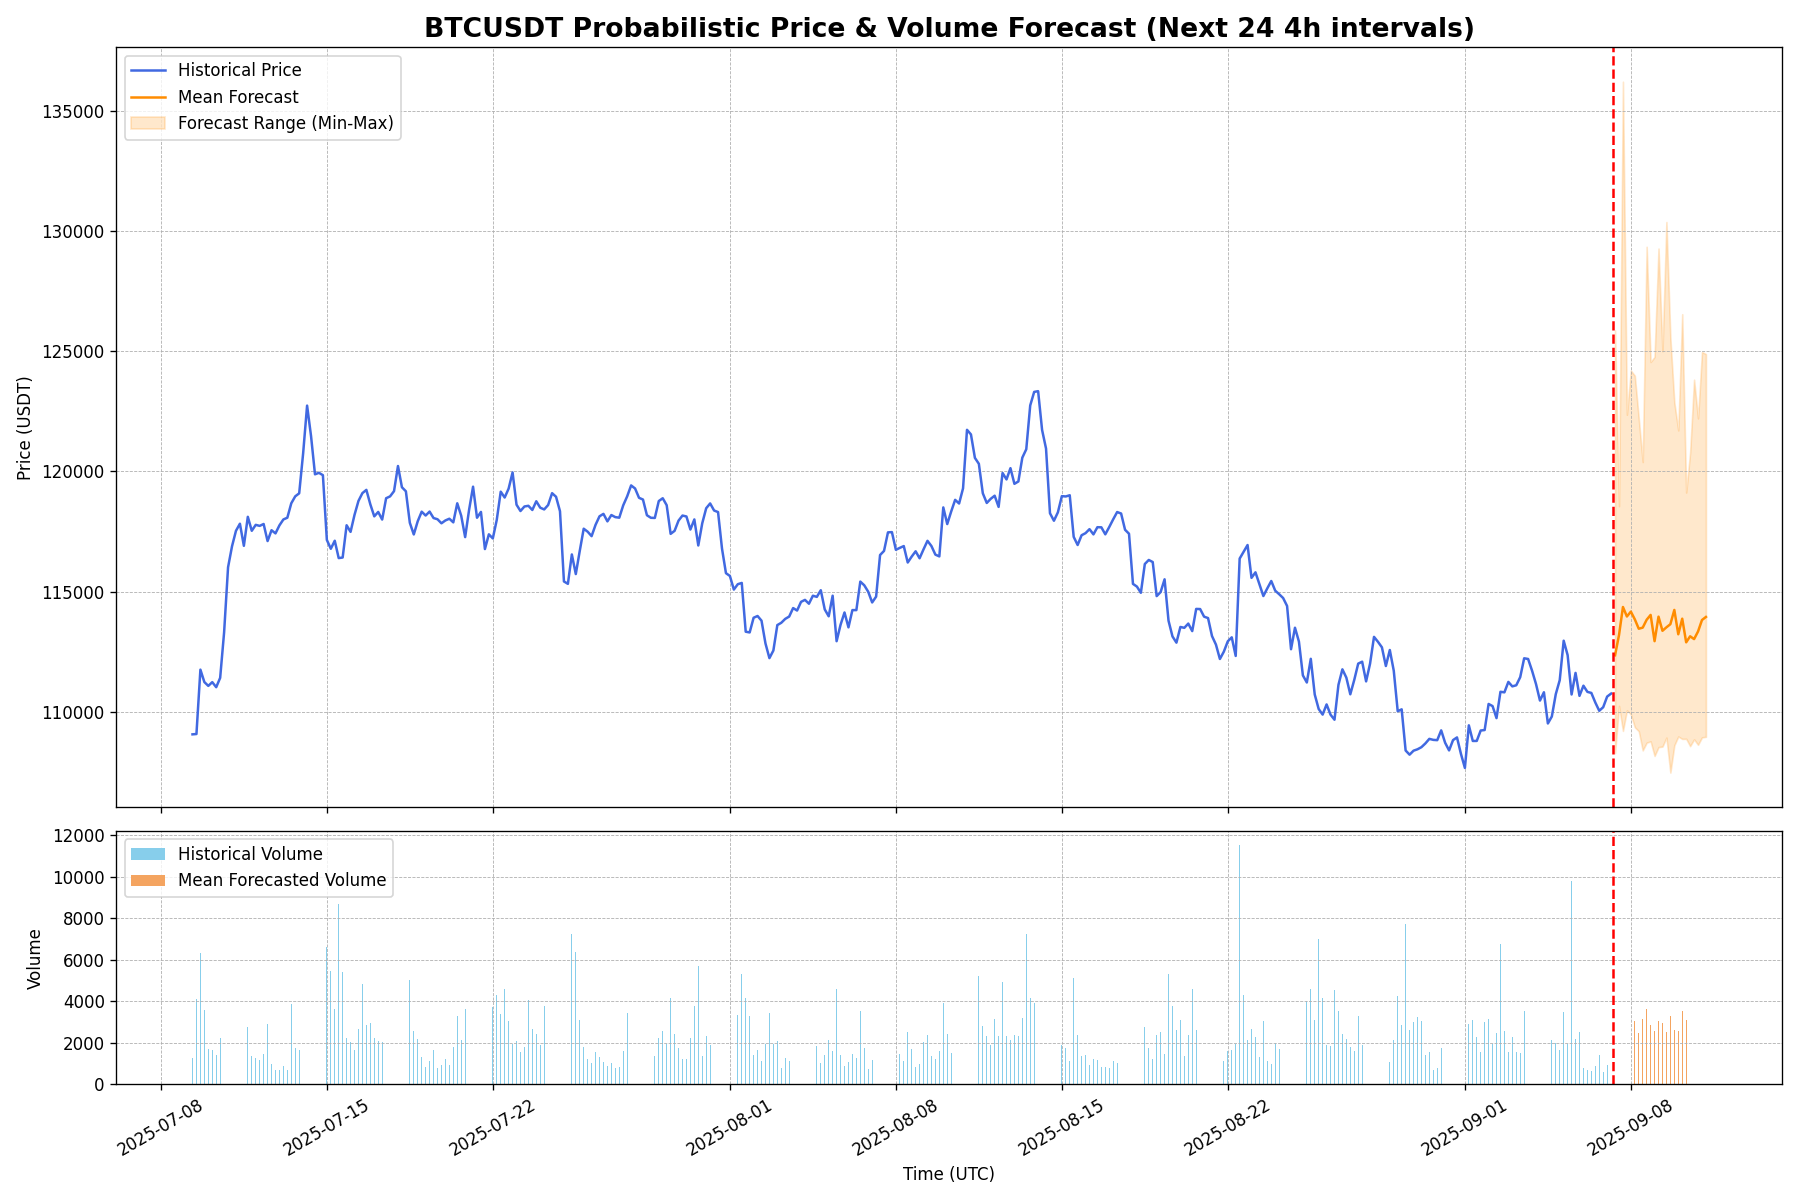 BTCUSDT Probabilistic Price & Volume Forecast (Next 24 4h intervals)
Historical Price
Mean Forecast
Forecast Range (Min-Max)
Price (USDT)
135000
130000
125000
120000
115000
110000
Historical Volume
Mean Forecasted Volume
Volume
12000
10000
8000
6000
4000
2000
0
2025-07-08
2025-07-15
2025-07-22
2025-08-01
2025-08-08
2025-08-15
2025-08-22
2025-09-01
2025-09-08
Time (UTC)